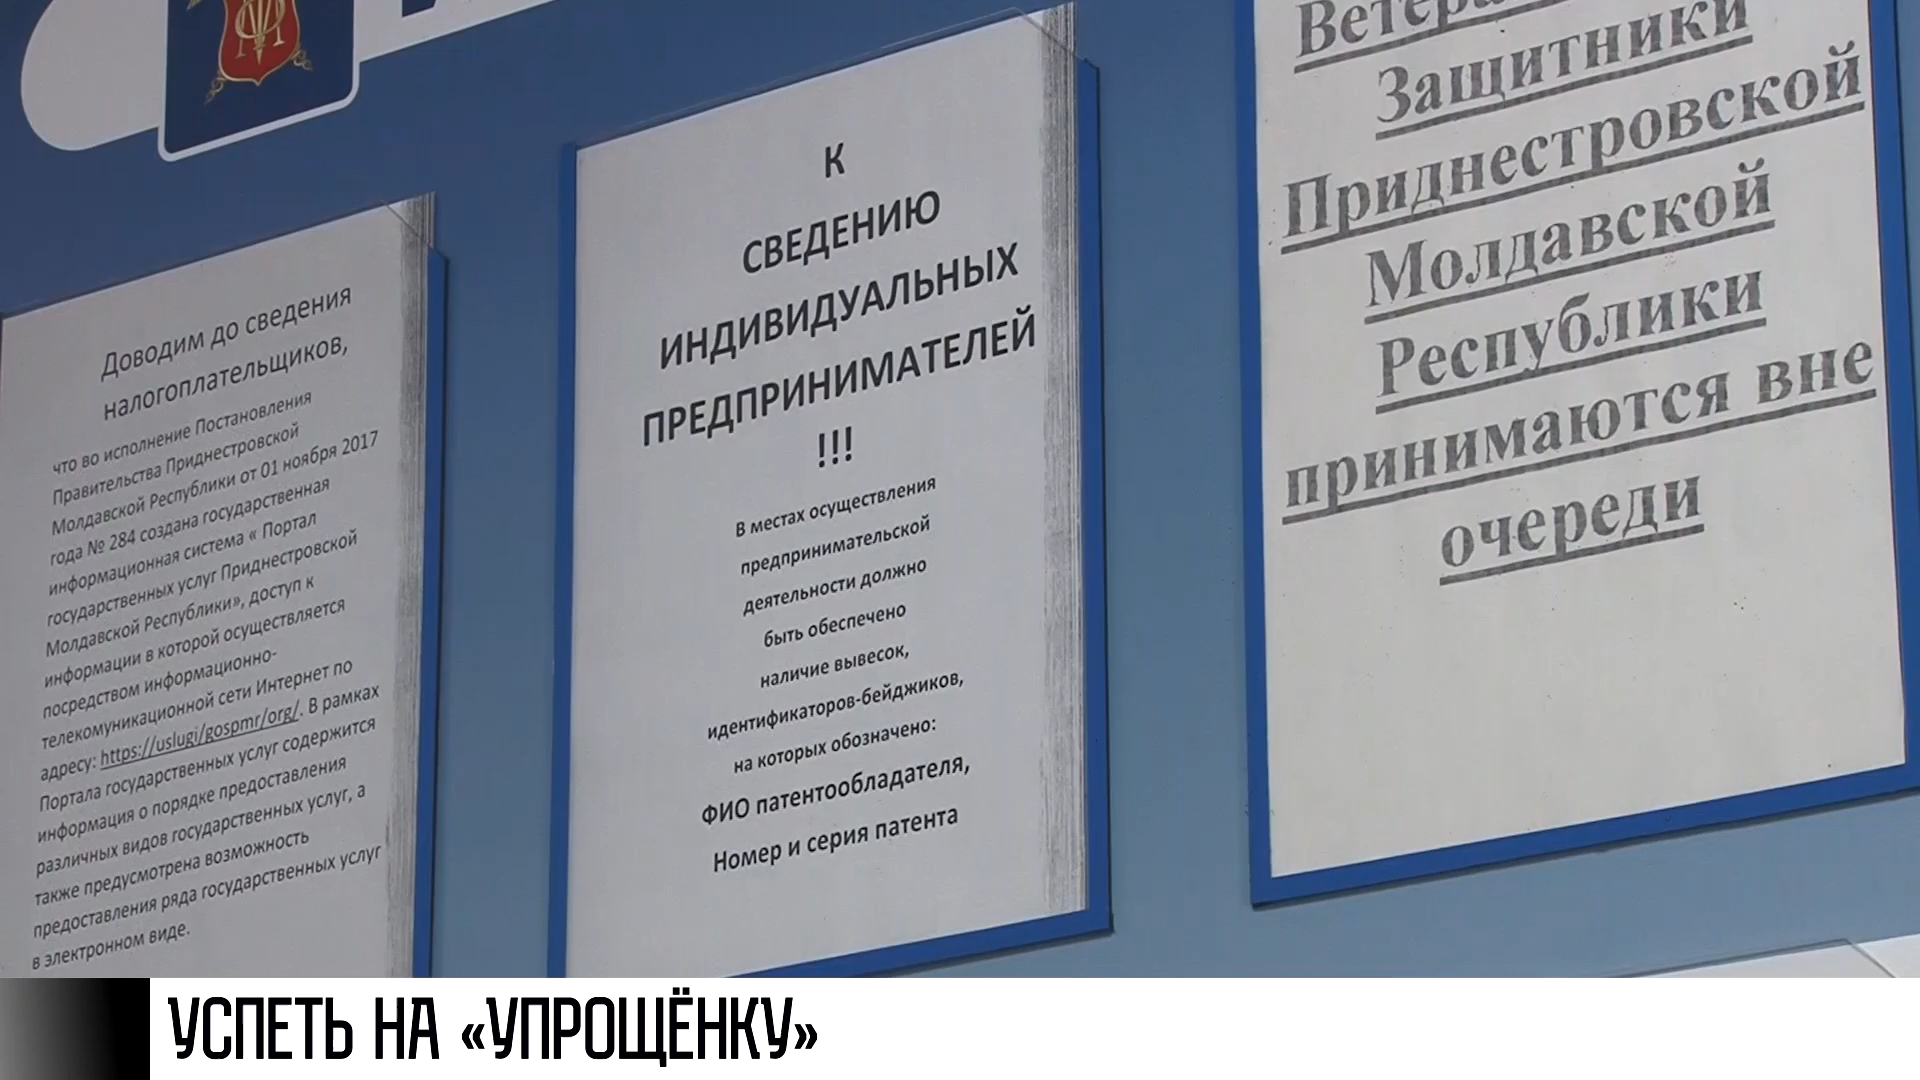 Доводим до сведения
налогоплательщиков,
что во исполнение Постановления
Правительства Приднестровской
Молдавской Республики от 01 ноября 2017
года № 284 создана государственная
информационная система « Портал
государственных услуг Приднестровской
Молдавской Республики», доступ к
информации в которой осуществляется
посредством информационно-
телекомуникационной сети Интернет по
адресу: https://uslugi/gospmr/org/. В рамках
Портала государственных услуг содержится
информация о порядке предоставления
различных видов государственных услуг, а
также предусмотрена возможность
предоставления ряда государственных услуг
в электронном виде.
К
СВЕДЕНИЮ
ИНДИВИДУАЛЬНЫХ
ПРЕДПРИНИМАТЕЛЕЙ
!!!
В местах осуществления
предпринимательской
деятельности должно
быть обеспечено
наличие вывесок,
идентификаторов-бейджиков,
на которых обозначено:
ФИО патентообладателя,
Номер и серия патента
Защитники
Приднестровской
Молдавской
Республики
принимаются вне
очереди
УСПЕТЬ НА «УПРОЩЁНКУ»